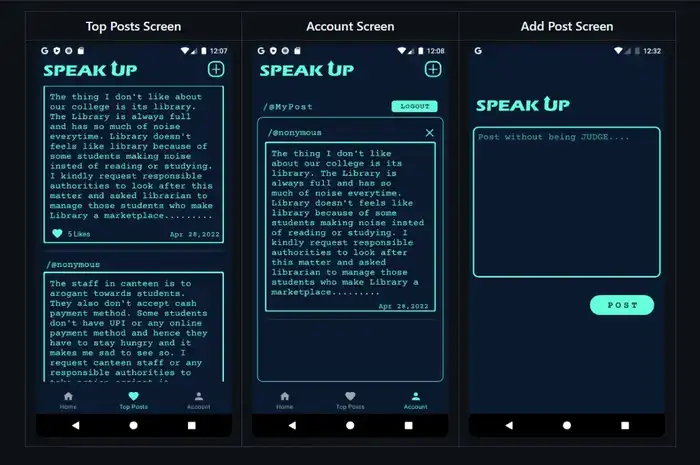 Top Posts Screen
12:07
SPEAK UP
The thing I don't like about
our college is its library.
The Library is always full
and has so much of noise
everytime. Library doesn't
feels like library because of
some students making noise
insted of reading or studying.
I kindly request responsible
authorities to look after this
matter and asked librarian to
manage those students who make
Library a marketplace.........
5 Likes
Apr 28,2022
/@nonymous
The staff in canteen is to
arogant towards students.
They also don't accept cash
payment method. Some students
don't have UPI or any online
payment method and hence they
have to stay hungry and it
makes me sad to see so. I
request canteen staff or any
responsible authorities to
take action against it
Home
Top Posts
Account
Account Screen
12:08
SPEAK UP
/@MyPost
LOGOUT
/@nonymous
The thing I don't like
about our college is its
library. The Library is
always full and has so
much of noise everytime.
Library doesn't feels like
library because of some
students making noise insted
of reading or studying. I
kindly request responsible
authorities to look after
this matter and asked
librarian to manage those
students who make Library a
marketplace.........
Apr 28,2022
Home
Top Posts
Account
Add Post Screen
G
12:32
SPEAK UP
Post without being JUDGE....
POST